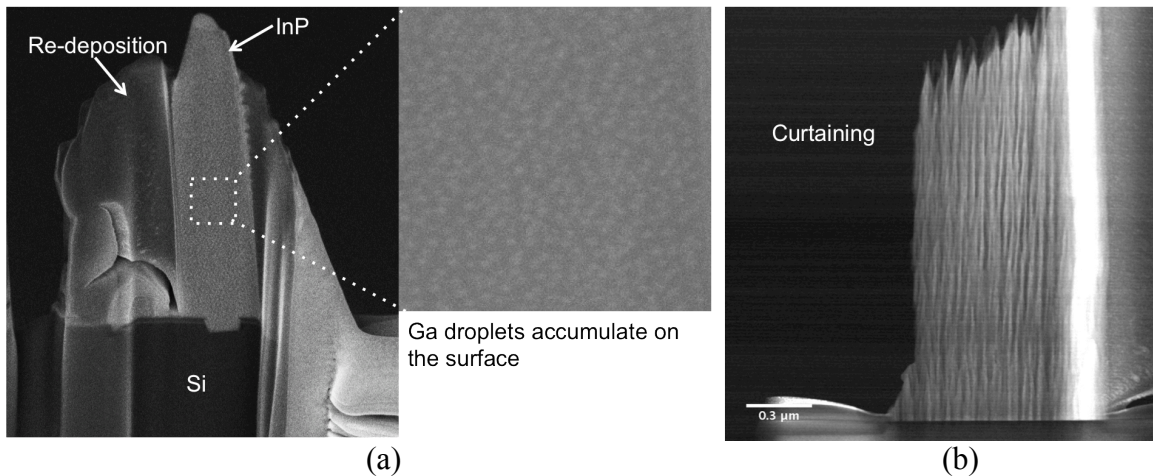 Re-deposition
InP
Si
Ga droplets accumulate on
the surface
(a)
Curtaining
0.3 µm
(b)